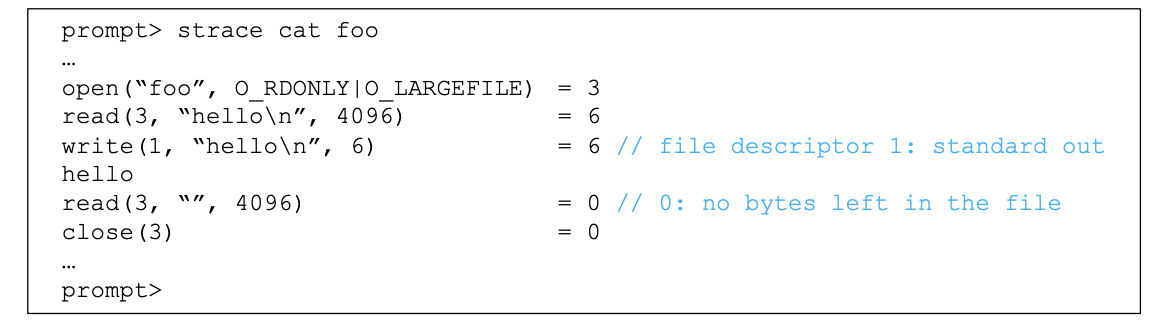 prompt> strace cat foo
…
open(“foo”, O_RDONLY|O_LARGEFILE) = 3
read(3, “hello\n”, 4096) = 6
write(1, “hello\n”, 6) = 6 // file descriptor 1: standard out
hello
read(3, “”, 4096) = 0 // 0: no bytes left in the file
close(3) = 0
…
prompt>